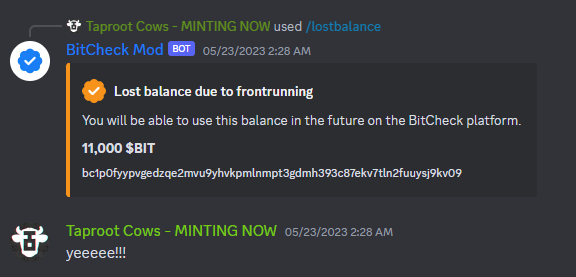 Taproot Cows - MINTING NOW used /lostbalance
BitCheck Mod BOT 05/23/2023 2:28 AM
Lost balance due to frontrunning
You will be able to use this balance in the future on the BitCheck platform.
11,000 $BIT
bc1p0fyypvgedzqe2mvu9yhvkpmlnmpt3gdmh393c87ekv7tln2fuuysj9kv09
Taproot Cows - MINTING NOW 05/23/2023 2:28 AM
yeeeee!!!